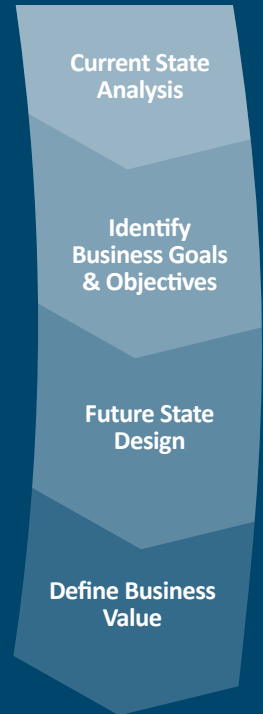 Current State
Analysis
Identify
Business Goals
& Objectives
Future State
Design
Define Business
Value